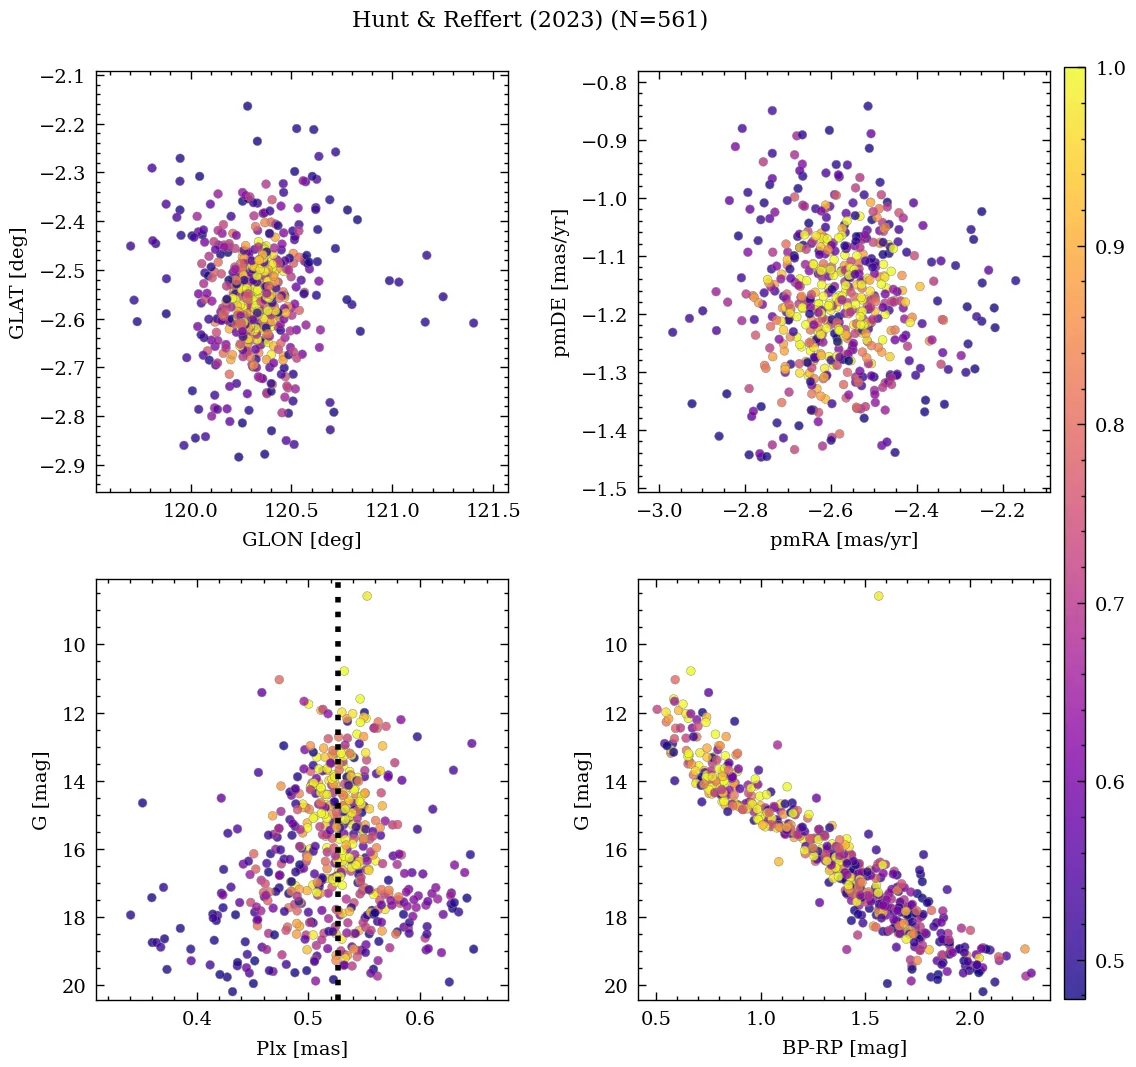 Hunt & Reffert (2023) (N=561)
−2.1
−2.2
−2.3
−2.4
−2.5
−2.6
−2.7
−2.8
−2.9
GLAT [deg]
120.0 120.5 121.0 121.5
GLON [deg]
−0.8
−0.9
−1.0
−1.1
−1.2
−1.3
−1.4
−1.5
pmDE [mas/yr]
−3.0 −2.8 −2.6 −2.4 −2.2
pmRA [mas/yr]
10
12
14
16
18
20
G [mag]
0.4 0.5 0.6
Plx [mas]
10
12
14
16
18
20
G [mag]
0.5 1.0 1.5 2.0
BP-RP [mag]
1.0
0.9
0.8
0.7
0.6
0.5